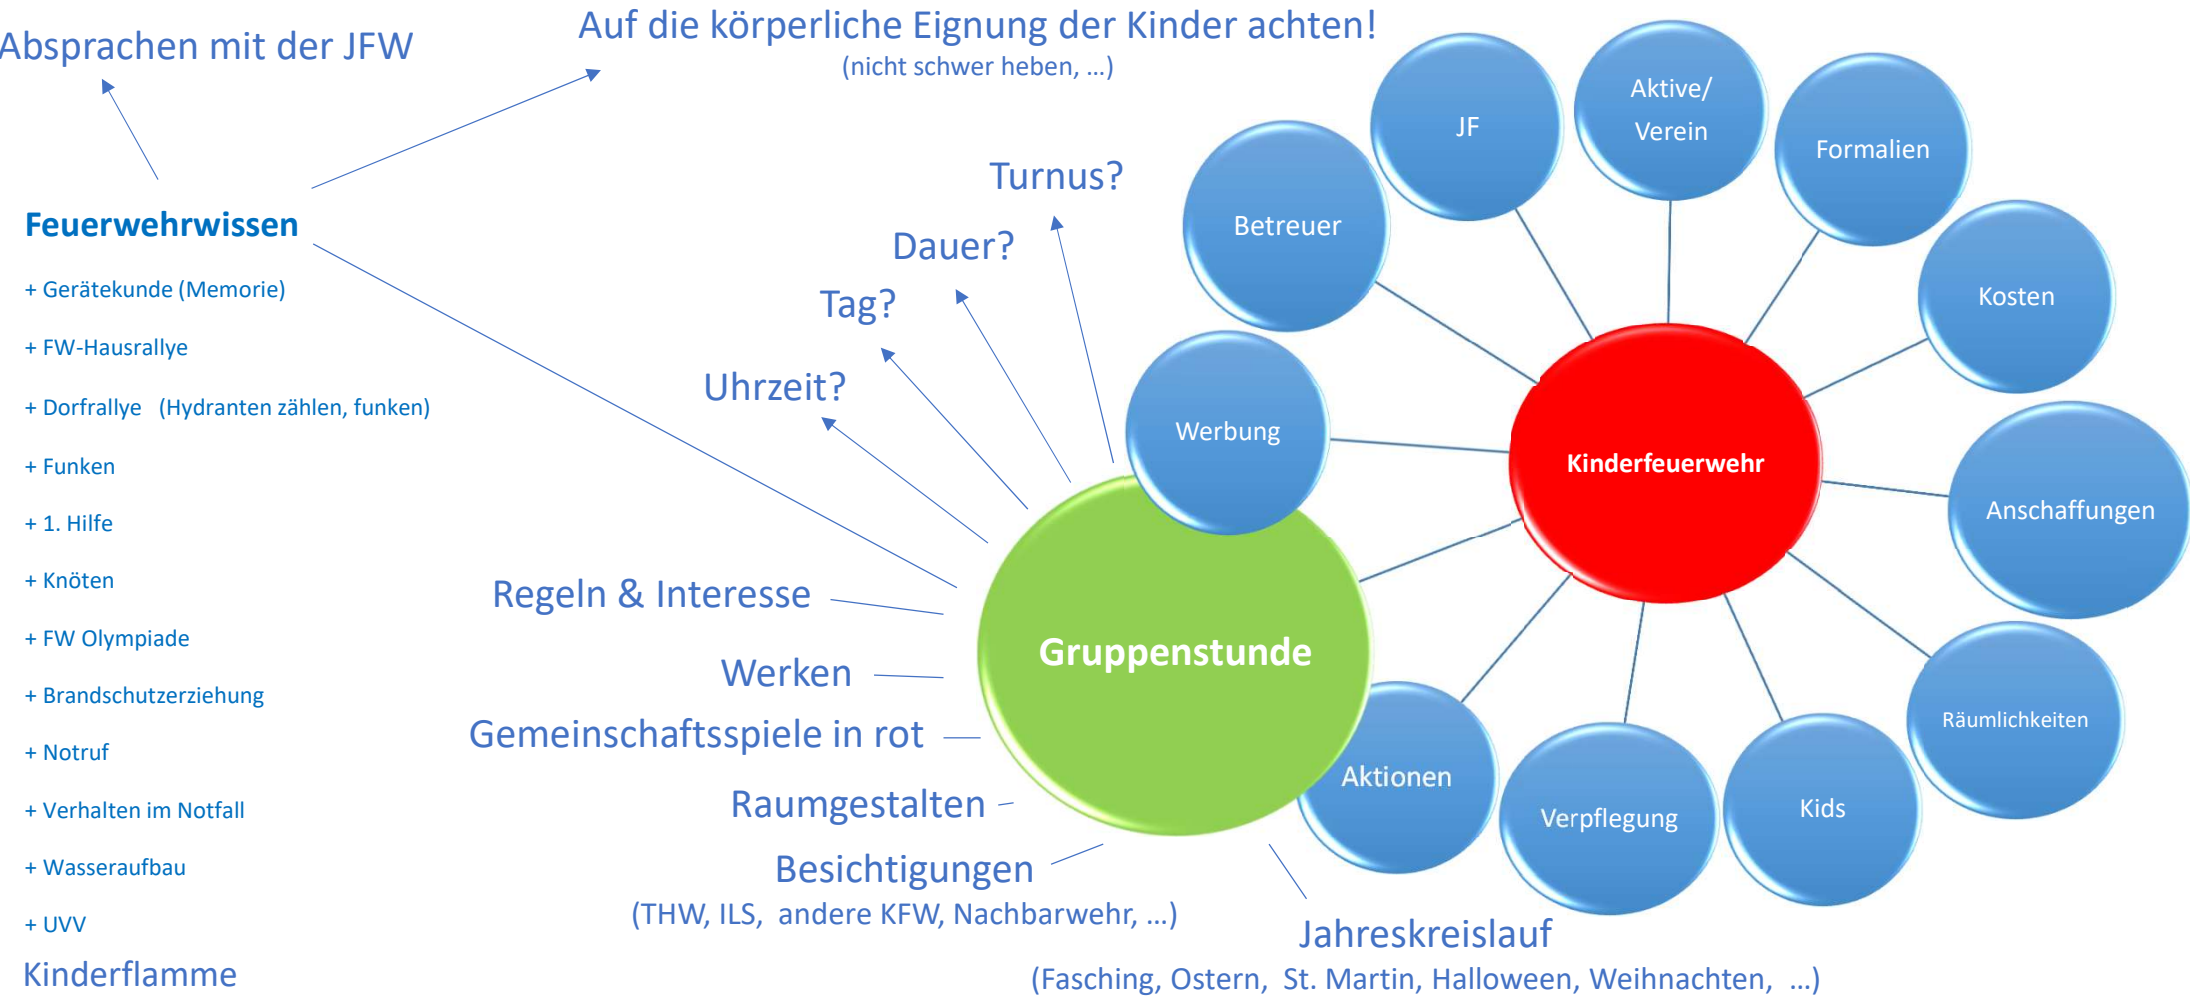 Absprachen mit der JFW
Auf die körperliche Eignung der Kinder achten!
(nicht schwer heben, ...)
Feuerwehrwissen
+ Gerätekunde (Memorie)
+ FW-Hausrallye
+ Dorfrallye (Hydranten zählen, funken)
+ Funken
+ 1. Hilfe
+ Knöten
+ FW Olympiade
+ Brandschutzerziehung
+ Notruf
+ Verhalten im Notfall
+ Wasseraufbau
+ UVV
Kinderflamme
Turnus?
Dauer?
Tag?
Uhrzeit?
Regeln & Interesse
Werken
Gemeinschaftsspiele in rot
Raumgestalten
Besichtigungen
(THW, ILS, andere KFW, Nachbarwehr, ...)
Jahreskreislauf
(Fasching, Ostern, St. Martin, Halloween, Weihnachten, ...)
Gruppenstunde
Kinderfeuerwehr
Werbung
Betreuer
JF
Aktive/
Verein
Formalien
Kosten
Anschaffungen
Räumlichkeiten
Kids
Verpflegung
Aktionen